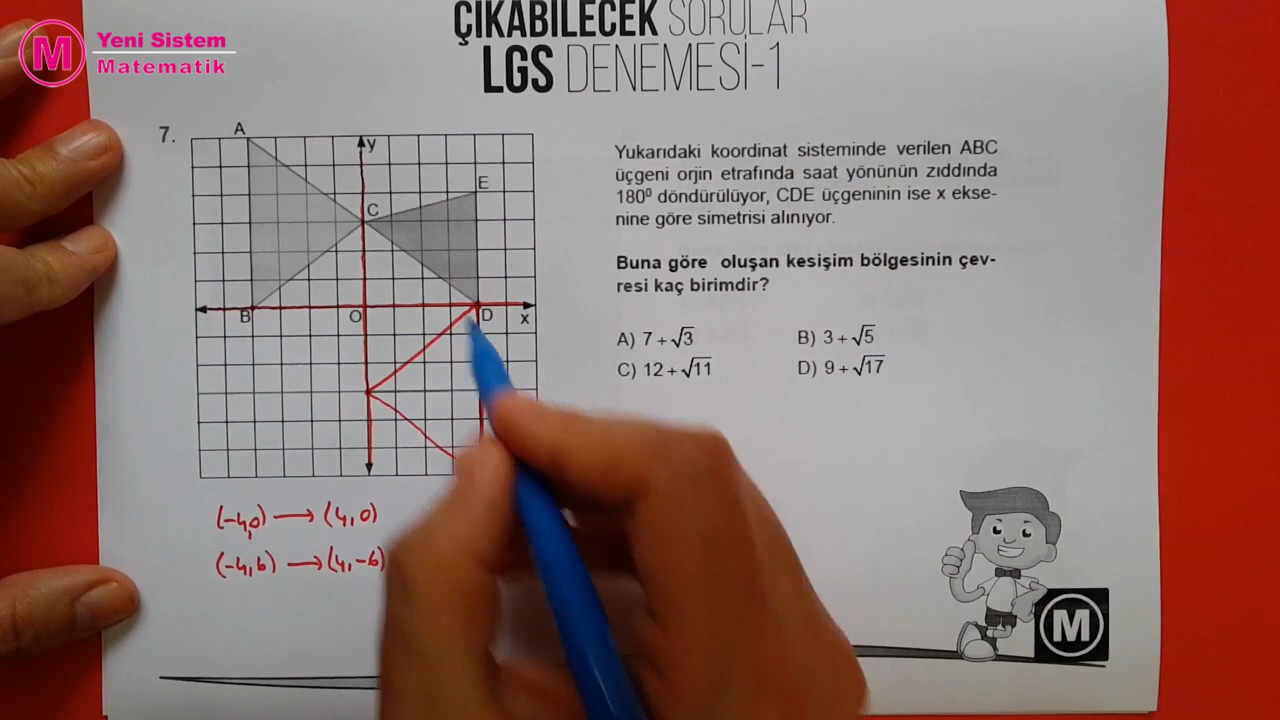 Yeni Sistem
Matematik
M
ÇIKABİLECEK SORULAR
LGS DENEMESİ-1
7.
A
y
E
C
B
O
D
x
(-4,0) → (4,0)
(-4,6) → (4,-6)
Yukarıdaki koordinat sisteminde verilen ABC
üçgeni orjin etrafında saat yönünün zıddında
180⁰ döndürülüyor, CDE üçgeninin ise x ekse-
nine göre simetrisi alınıyor.
Buna göre oluşan kesişim bölgesinin çev-
resi kaç birimdir?
A) 7 + √3
B) 3 + √5
C) 12 + √11
D) 9 + √17
M